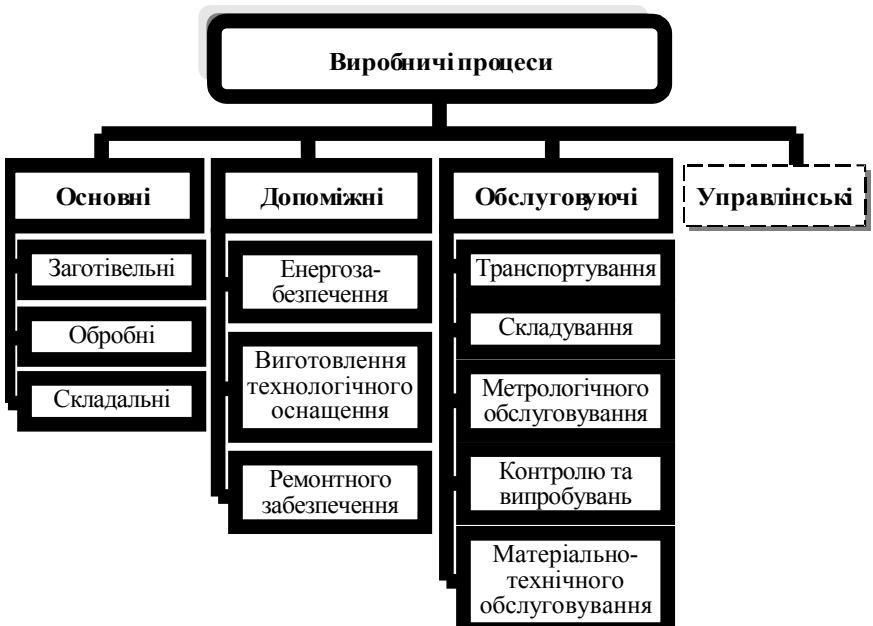 Виробничі процеси
Основні
Допоміжні
Обслуговуючі
Управлінські
Заготівельні
Обробні
Складальні
Енергоза-
безпечення
Виготовлення
технологічного
оснащення
Ремонтного
забезпечення
Транспортування
Складування
Метрологічного
обслуговування
Контролю та
випробувань
Матеріально-
технічного
обслуговування